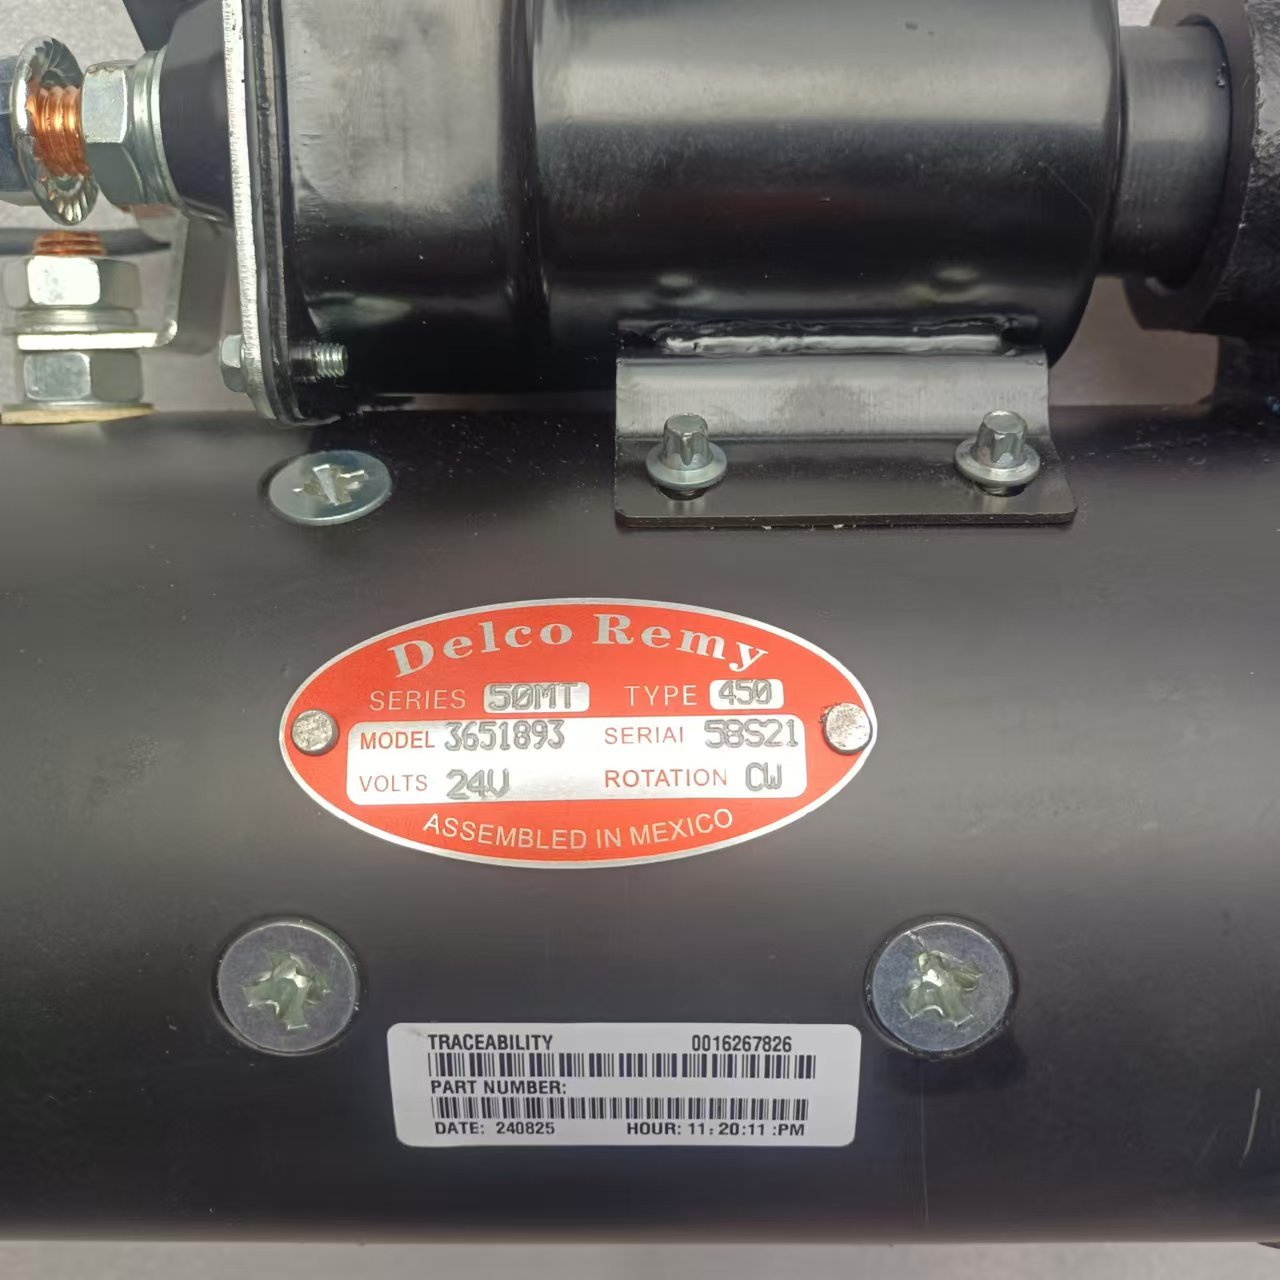 Delco Remy
SERIES 50MT TYPE 450
MODEL 3651893 SERIAI 58S21
VOLTS 24V ROTATION CW
ASSEMBLED IN MEXICO
TRACEABILITY 0016267826
PART NUMBER:
DATE: 240825 HOUR: 11:20:11 :PM